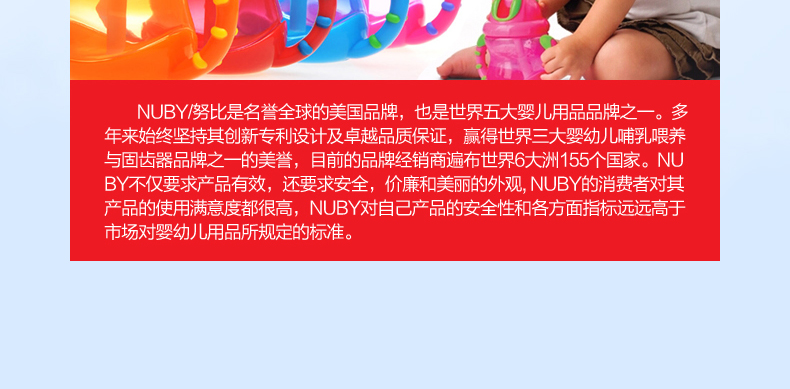 NUBY/努比是名誉全球的美国品牌，也是世界五大婴儿用品品牌之一。多
年来始终坚持其创新专利设计及卓越品质保证，赢得世界三大婴幼儿哺乳喂养
与固齿器品牌之一的美誉，目前的品牌经销商遍布世界6大洲155个国家。NU
BY不仅要求产品有效，还要求安全，价廉和美丽的外观, NUBY的消费者对其
产品的使用满意度都很高，NUBY对自己产品的安全性和各方面指标远远高于
市场对婴幼儿用品所规定的标准。